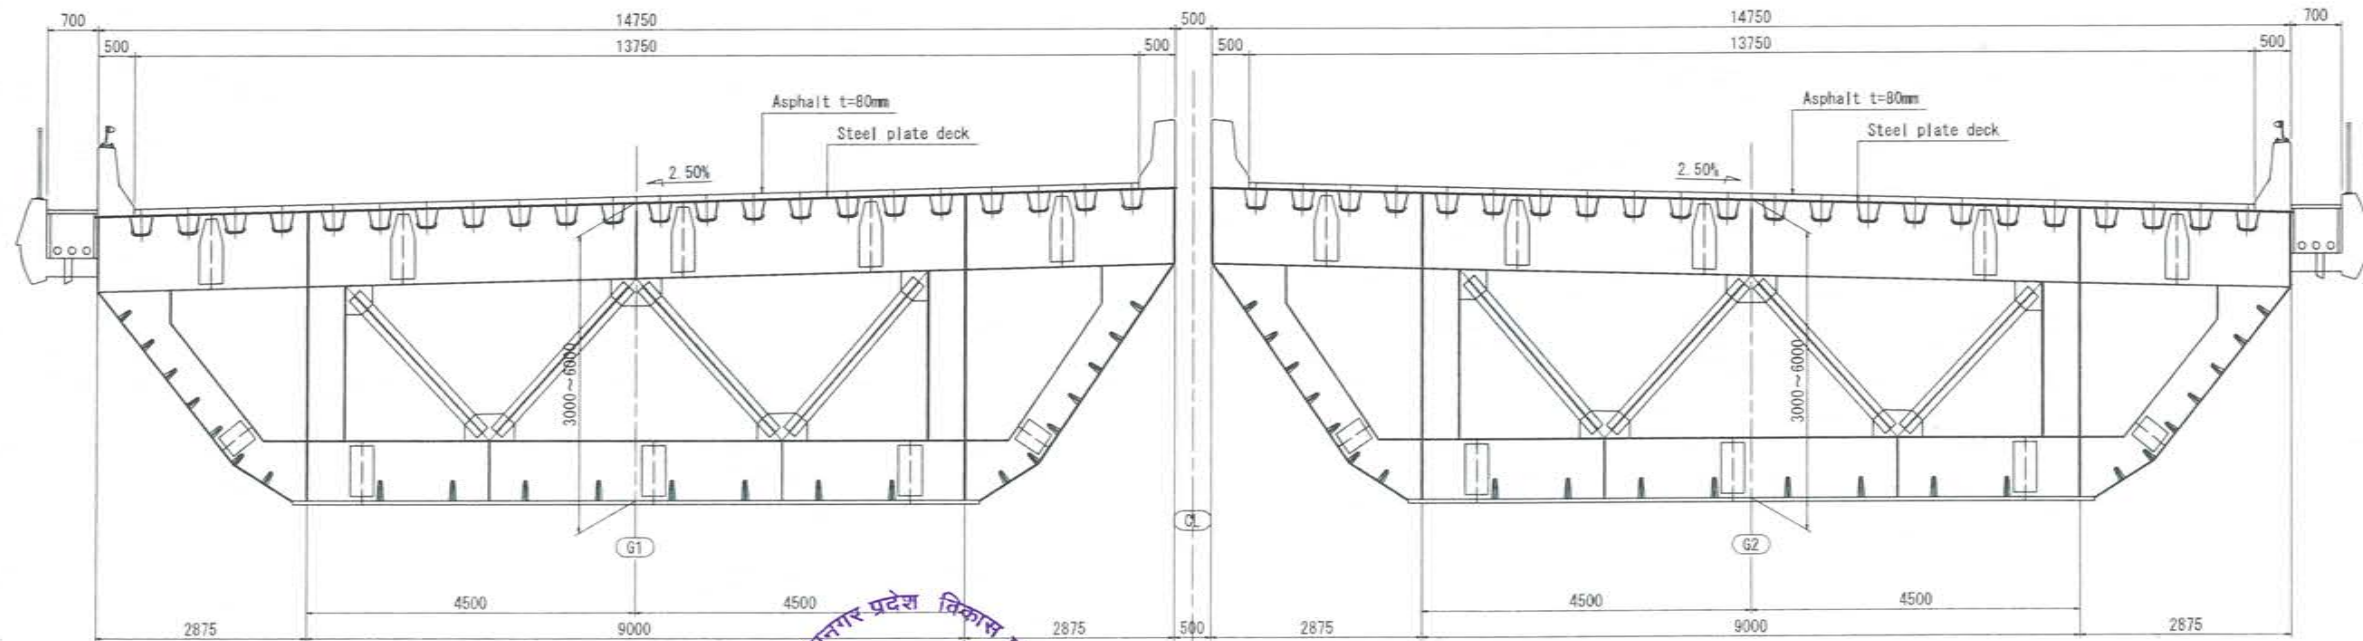 700 14750 500 14750 700
500 13750 500 500 13750 500
Asphalt t=80mm
Steel plate deck
2.50%
Asphalt t=80mm
Steel plate deck
2.50%
3000~6000
3000~6000
CL
G1
G2
4500 4500 4500 4500
2875 9000 2875 500 2875 9000 2875
प्रदेश विकास